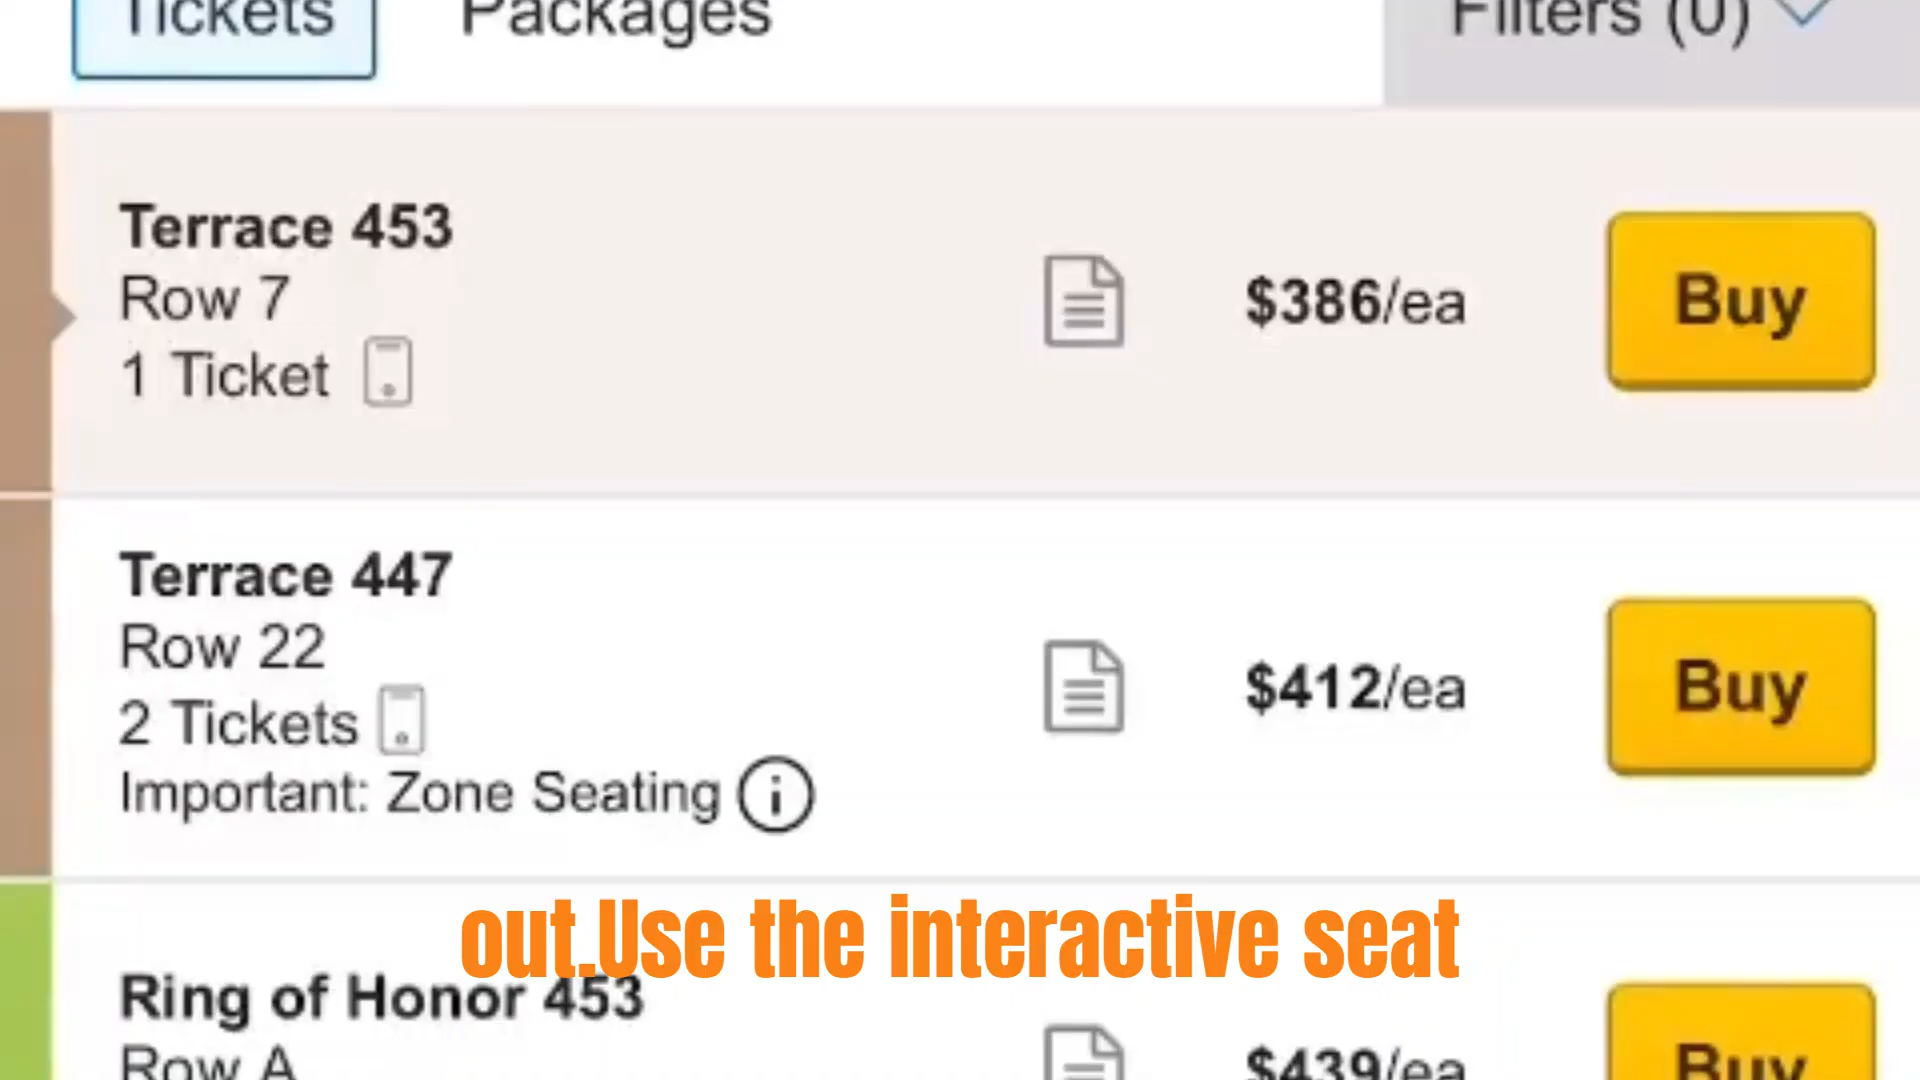 Tickets
Packages
Filters (0)
Terrace 453
Row 7
1 Ticket
$386/ea
Buy
Terrace 447
Row 22
2 Tickets
Important: Zone Seating
$412/ea
Buy
out.Use the interactive seat
Ring of Honor 453
Row A
$439/ea
Buy